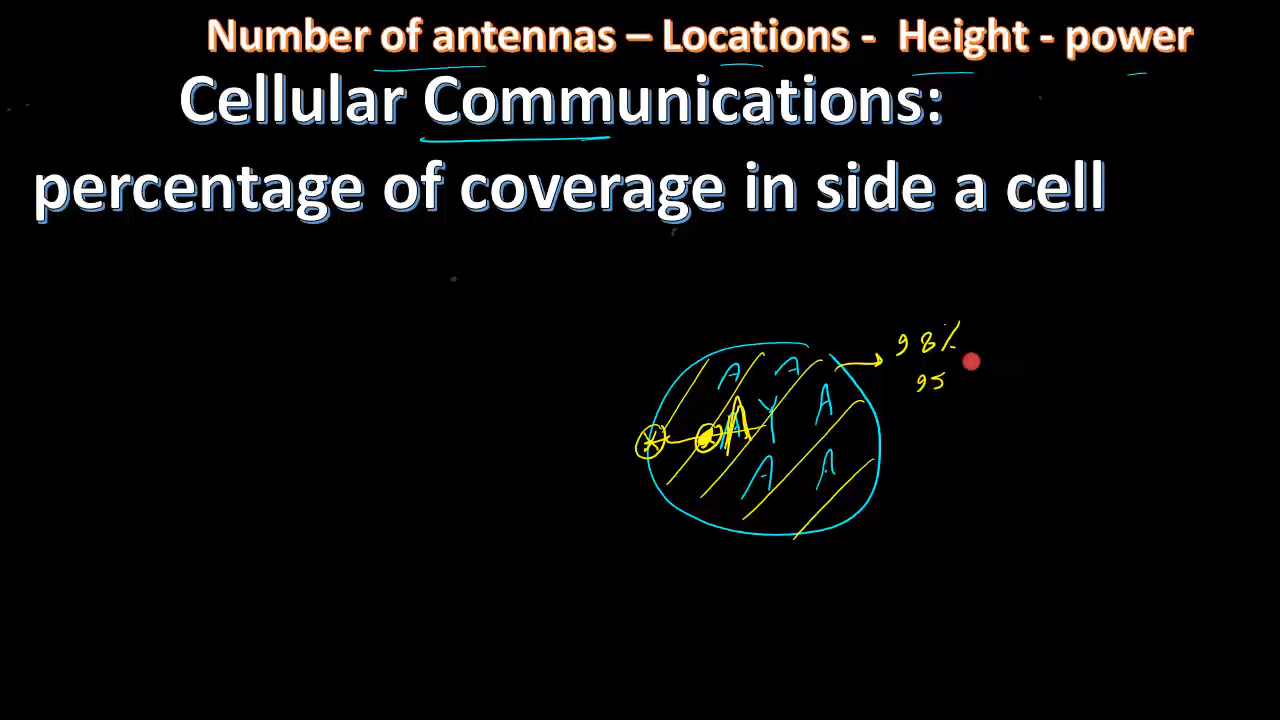 Number of antennas – Locations - Height - power
Cellular Communications:
percentage of coverage in side a cell
98%
A A
95
A
A Y
A
A A